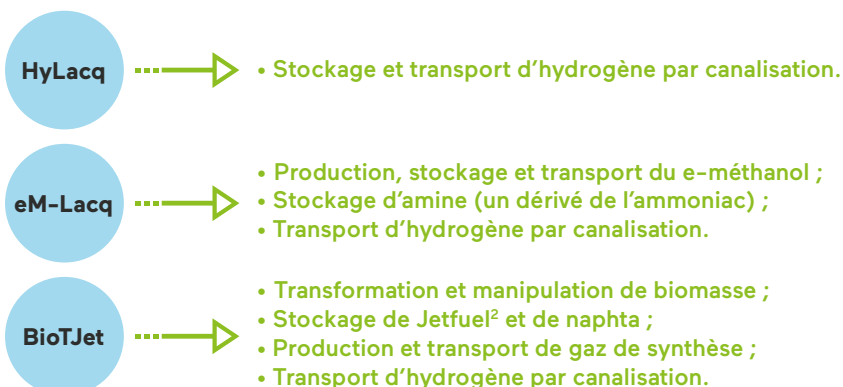 HyLacq
• Stockage et transport d'hydrogène par canalisation.
eM-Lacq
• Production, stockage et transport du e-méthanol ;
• Stockage d'amine (un dérivé de l'ammoniac) ;
• Transport d'hydrogène par canalisation.
BioTJet
• Transformation et manipulation de biomasse ;
• Stockage de Jetfuel² et de naphta ;
• Production et transport de gaz de synthèse ;
• Transport d'hydrogène par canalisation.